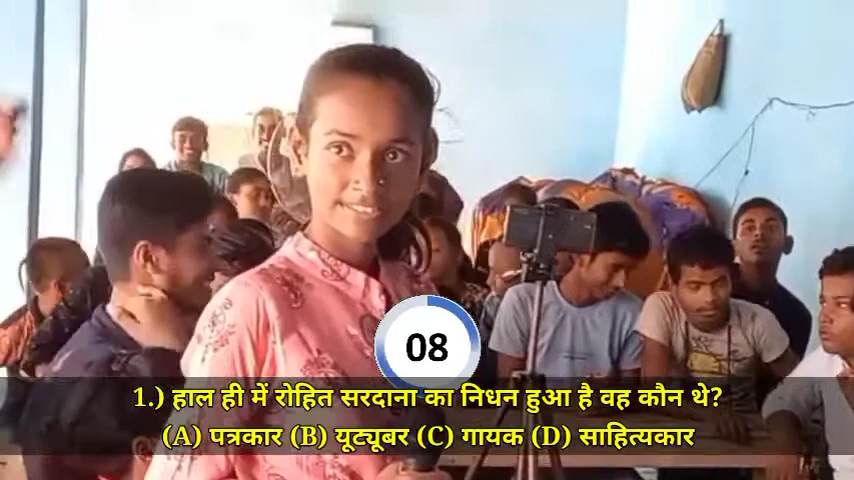 08
1.) हाल ही में रोहित सरदाना का निधन हुआ है वह कौन थे?
(A) पत्रकार (B) यूट्यूबर (C) गायक (D) साहित्यकार